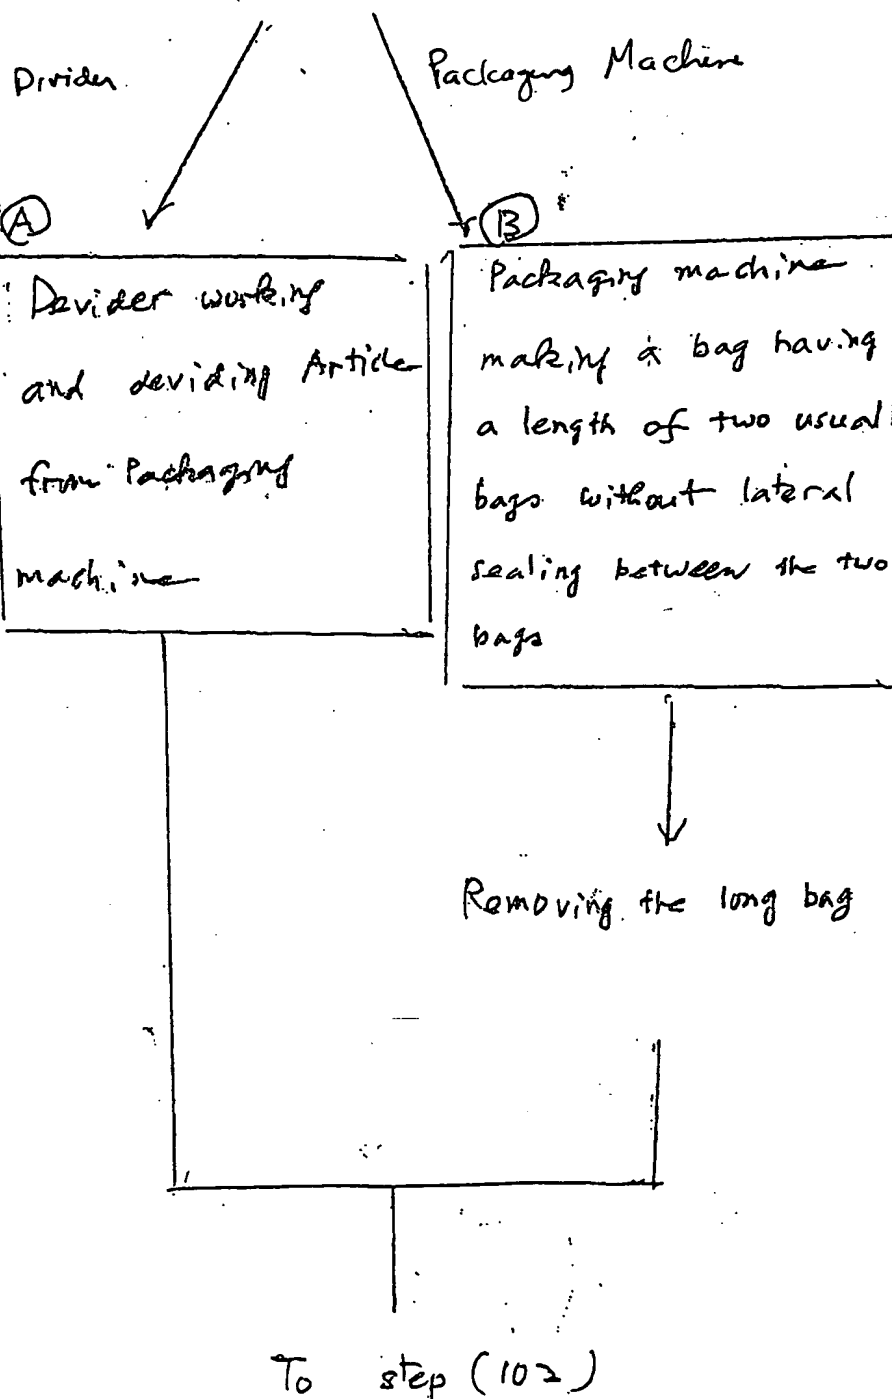 Divider
Packaging Machine
A
Devider working
and deviding Article
from Packaging
machine
B
Packaging machine
making a bag having
a length of two usual
bags without lateral
sealing between the two
bags
Removing the long bag
To step (102)